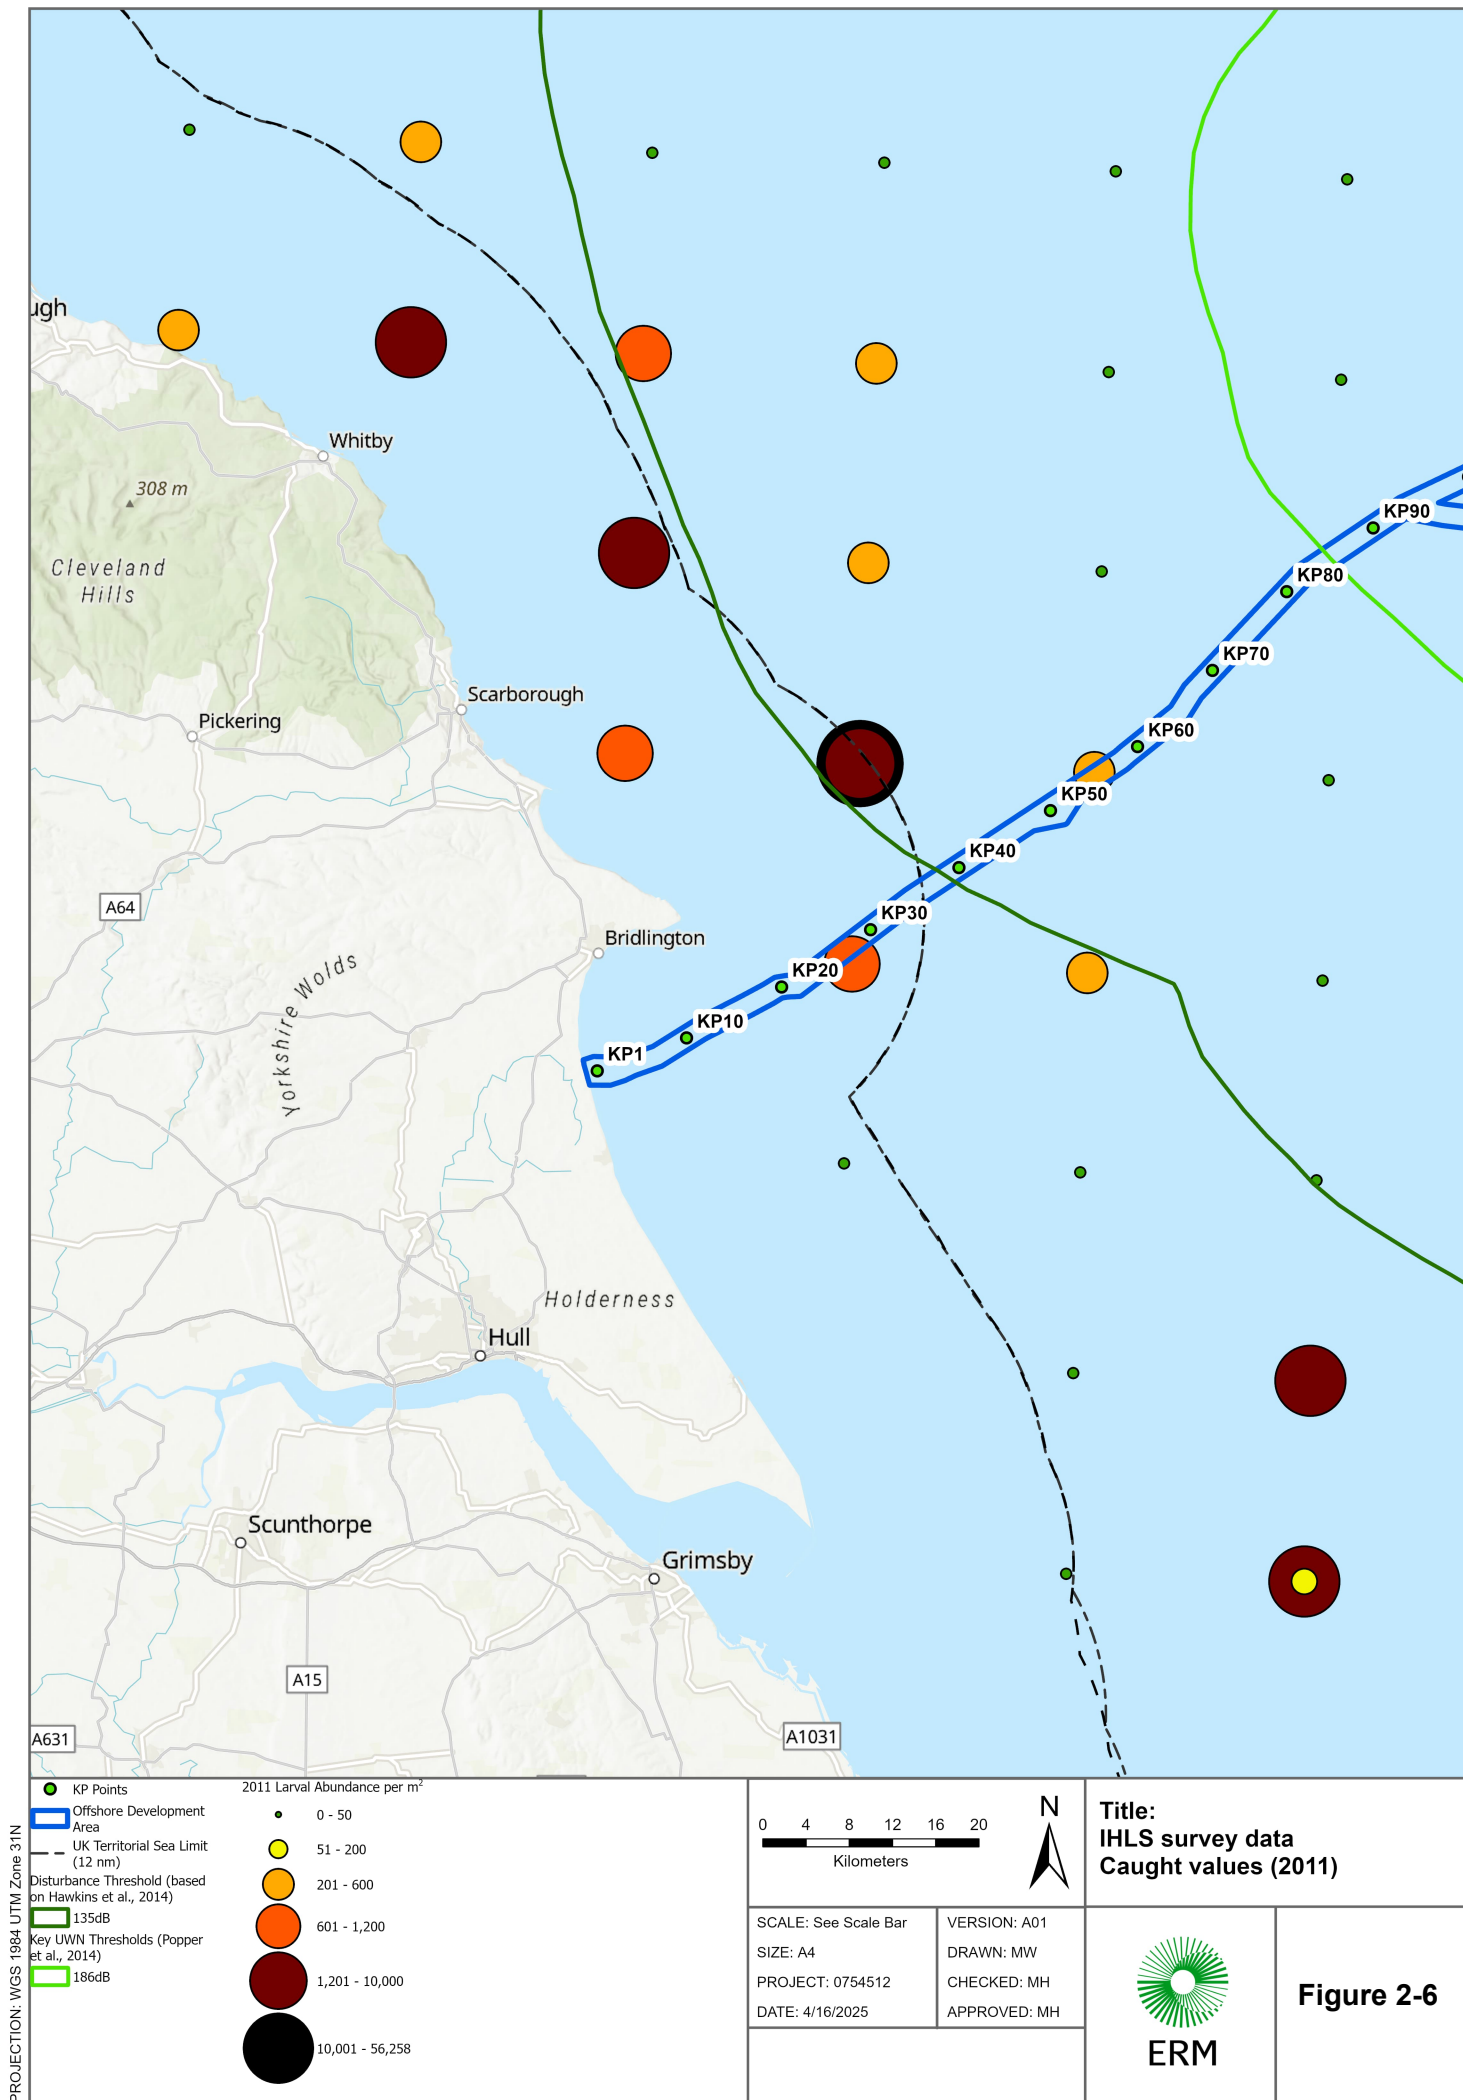 ugh
Whitby
308 m
Cleveland
Hills
KP90
KP80
KP70
Scarborough
Pickering
KP60
KP50
KP40
A64
KP30
Bridlington
Yorkshire Wolds
KP20
KP10
KP1
Holderness
Hull
Scunthorpe
Grimsby
A15
A631
A1031
PROJECTION: WGS 1984 UTM Zone 31N
KP Points
Offshore Development
Area
UK Territorial Sea Limit
(12 nm)
Disturbance Threshold (based
on Hawkins et al., 2014)
135dB
Key UWN Thresholds (Popper
et al., 2014)
186dB
2011 Larval Abundance per m²
0 - 50
51 - 200
201 - 600
601 - 1,200
1,201 - 10,000
10,001 - 56,258
0 4 8 12 16 20
Kilometers
N
Title:
IHLS survey data
Caught values (2011)
SCALE: See Scale Bar
VERSION: A01
SIZE: A4
DRAWN: MW
PROJECT: 0754512
CHECKED: MH
DATE: 4/16/2025
APPROVED: MH
ERM
Figure 2-6